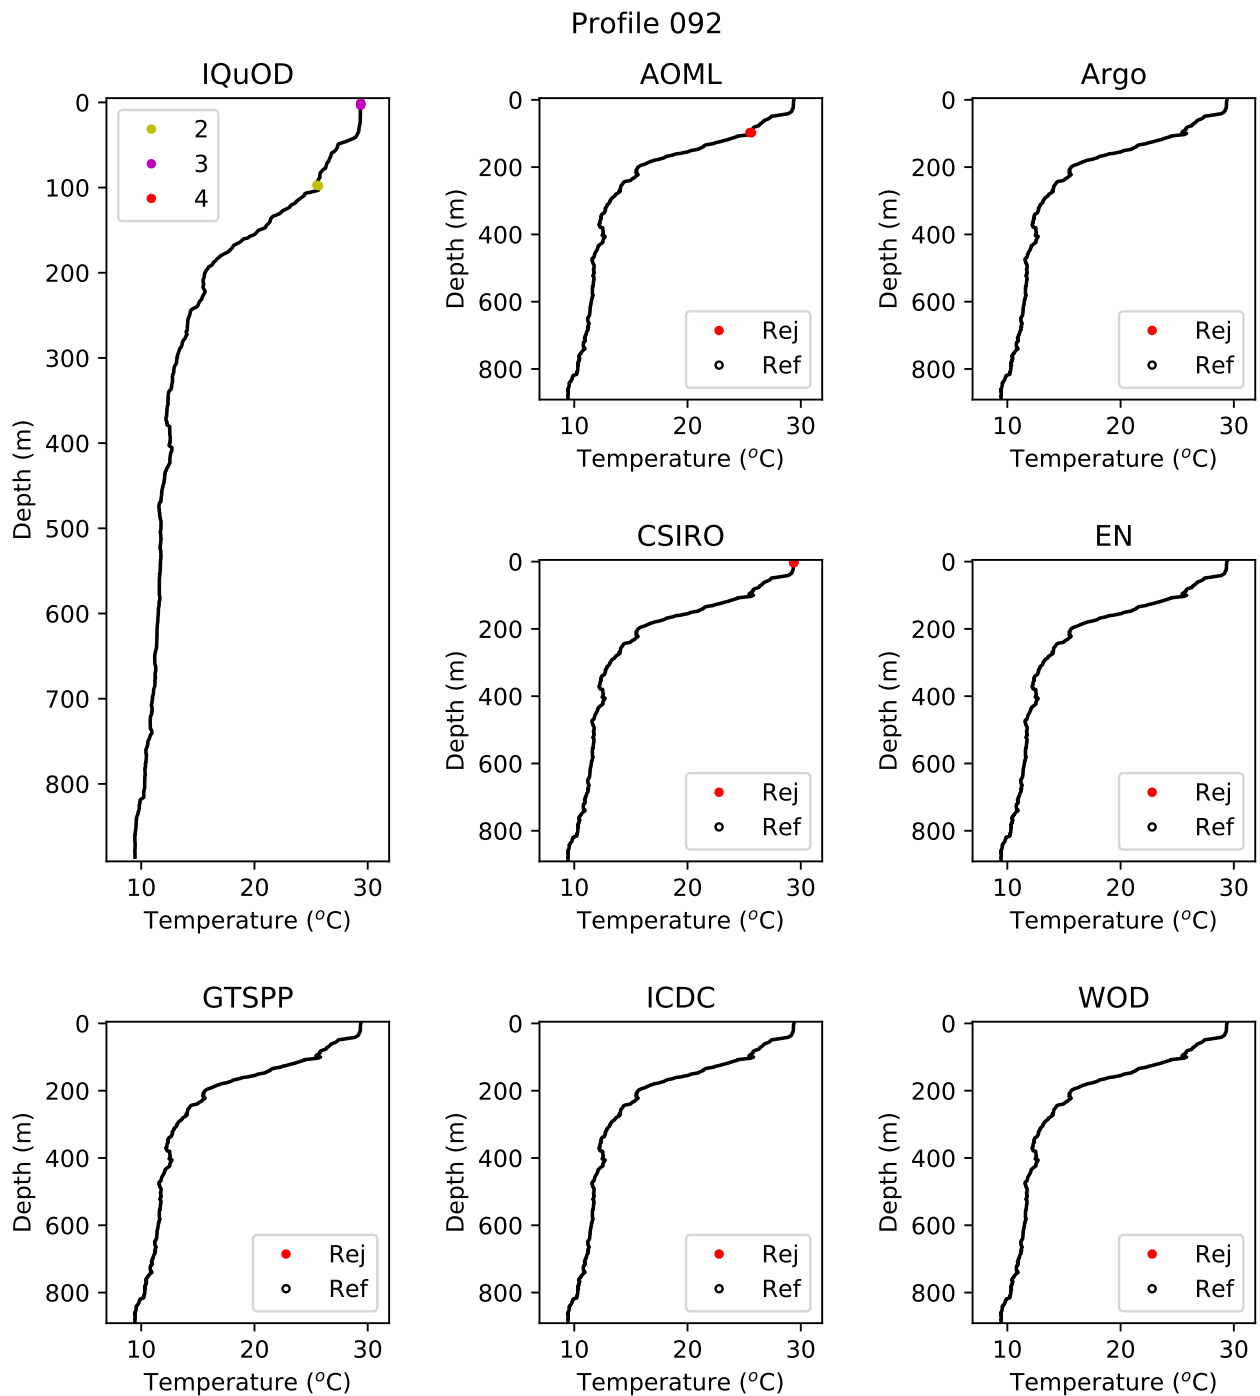 Profile 092
IQuOD
0
100
200
300
400
500
600
700
800
Depth (m)
2
3
4
10 20 30
Temperature (°C)
AOML
0
200
400
600
800
Depth (m)
Rej
Ref
10 20 30
Temperature (°C)
Argo
0
200
400
600
800
Depth (m)
Rej
Ref
10 20 30
Temperature (°C)
CSIRO
0
200
400
600
800
Depth (m)
Rej
Ref
10 20 30
Temperature (°C)
EN
0
200
400
600
800
Depth (m)
Rej
Ref
10 20 30
Temperature (°C)
GTSPP
0
200
400
600
800
Depth (m)
Rej
Ref
10 20 30
Temperature (°C)
ICDC
0
200
400
600
800
Depth (m)
Rej
Ref
10 20 30
Temperature (°C)
WOD
0
200
400
600
800
Depth (m)
Rej
Ref
10 20 30
Temperature (°C)